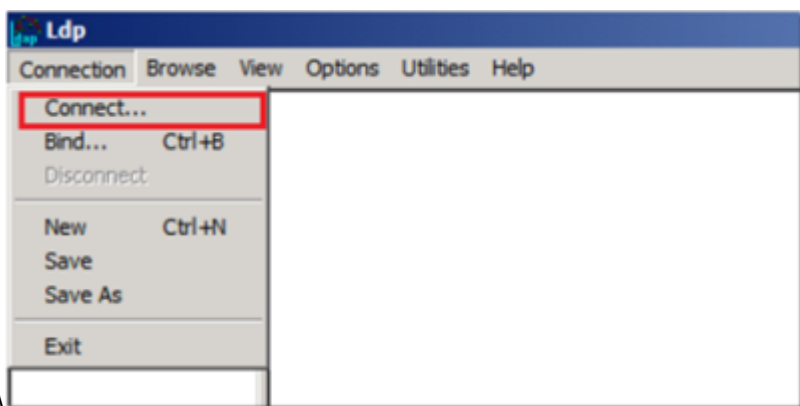 Ldp
Connection Browse View Options Utilities Help
Connect...
Bind... Ctrl+B
Disconnect
New Ctrl+N
Save
Save As
Exit